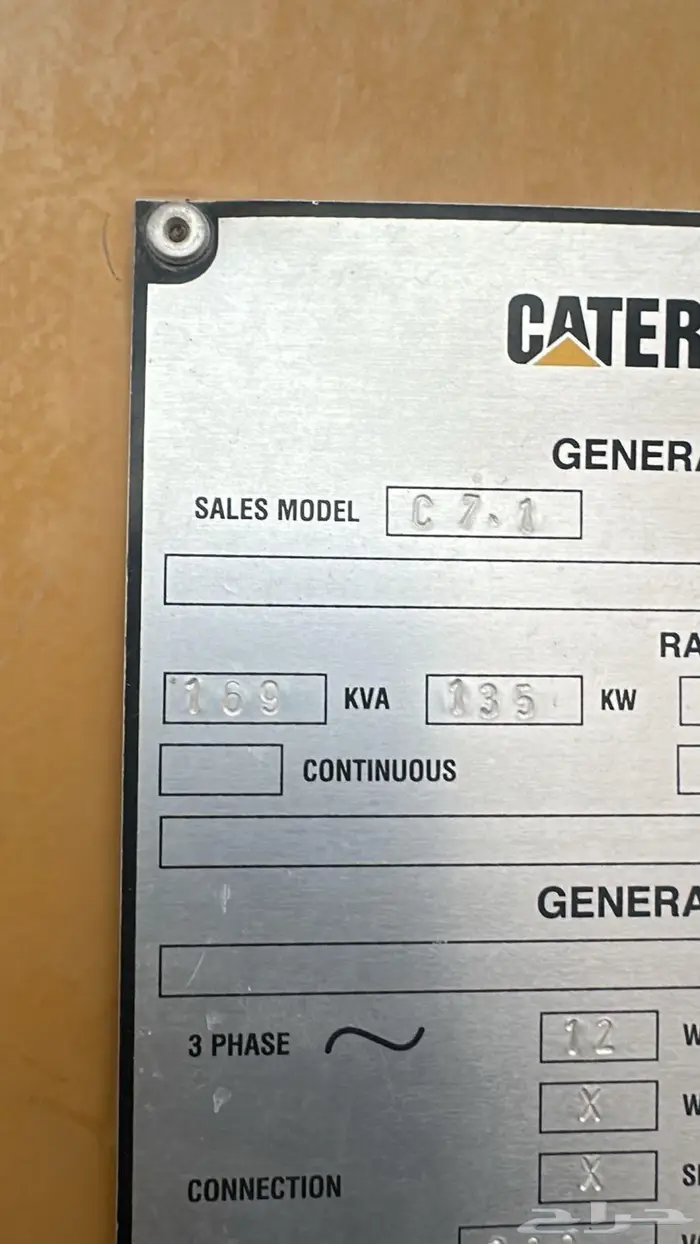 CATER
GENERA
SALES MODEL C 7.1
RA
169 KVA 135 KW
CONTINUOUS
GENERA
3 PHASE 12 W
X W
CONNECTION X
حراج